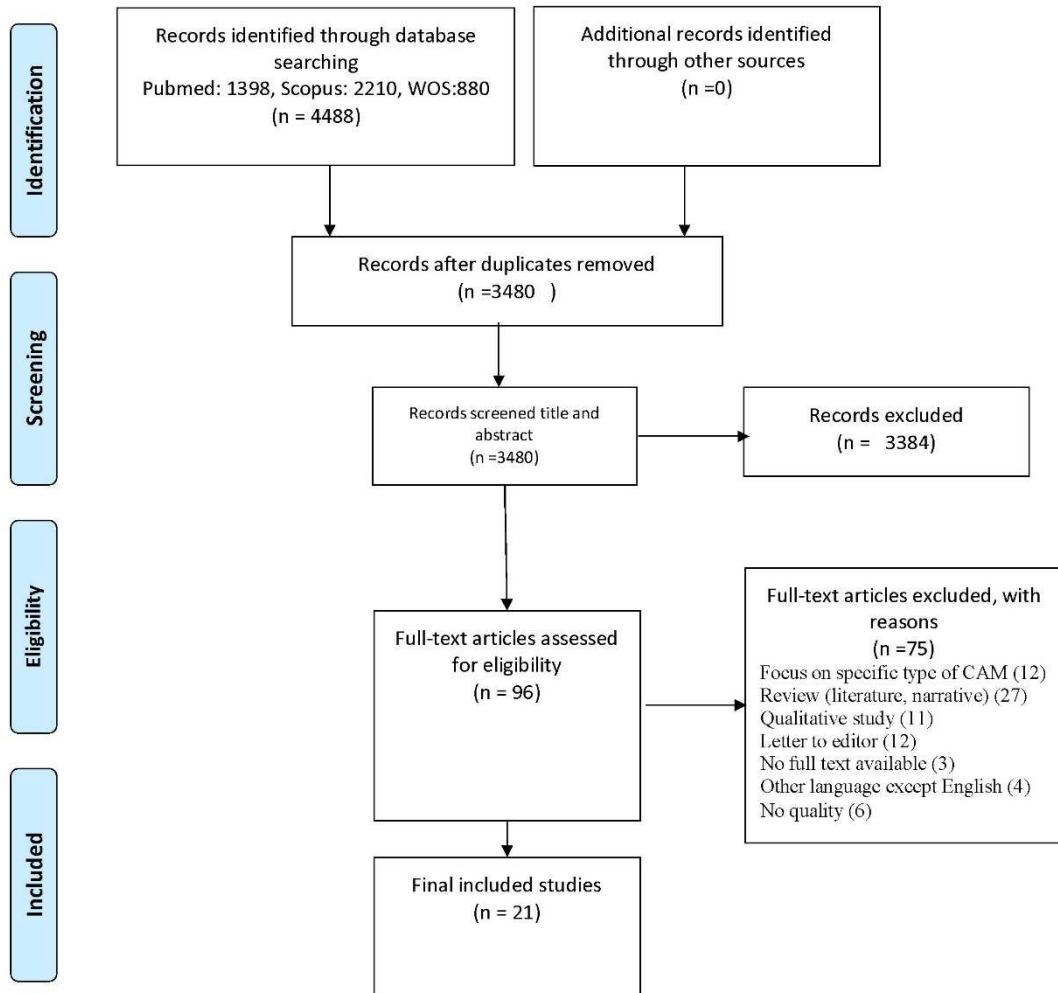 Identification
Records identified through database
searching
Pubmed: 1398, Scopus: 2210, WOS:880
(n = 4488)
Additional records identified
through other sources
(n =0)
Records after duplicates removed
(n =3480   )
Screening
Records screened title and
abstract
(n =3480)
Records excluded
(n =   3384)
Eligibility
Full-text articles assessed
for eligibility
(n = 96)
Full-text articles excluded, with
reasons
(n =75)
Focus on specific type of CAM (12)
Review (literature, narrative) (27)
Qualitative study (11)
Letter to editor (12)
No full text available (3)
Other language except English (4)
No quality (6)
Included
Final included studies
(n = 21)